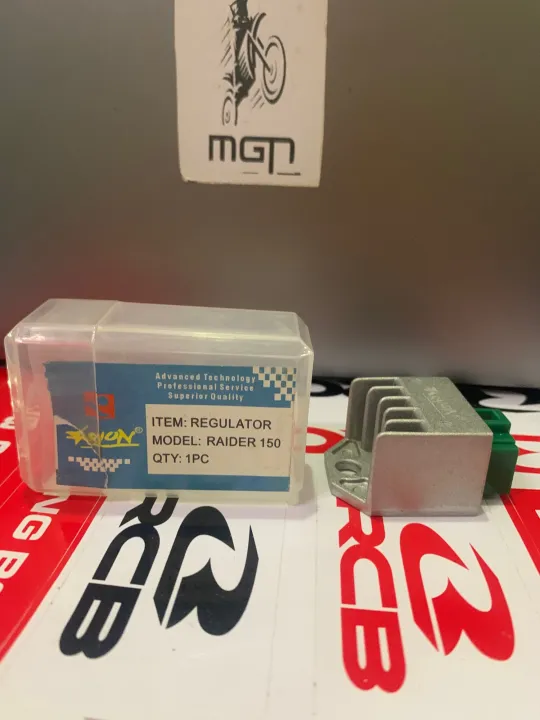 MGN
Advanced Technology
Professional Service
Superior Quality
ITEM: REGULATOR
MODEL: RAIDER 150
QTY: 1PC
RCB
RCB